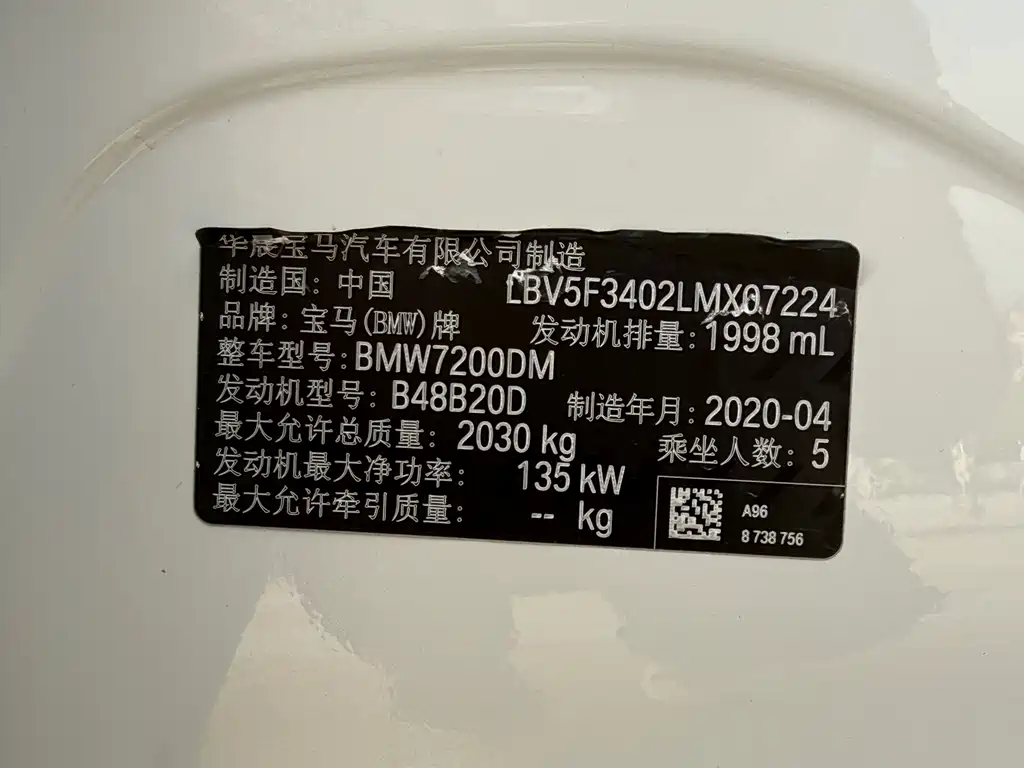 华晨宝马汽车有限公司制造
制造国：中国 LBV5F3402LMX07224
品牌：宝马(BMW)牌 发动机排量：1998 mL
整车型号：BMW7200DM
发动机型号：B48B20D 制造年月：2020-04
最大允许总质量：2030 kg 乘坐人数：5
发动机最大净功率：135 kW
最大允许牵引质量：-- kg
A96
8 738 756